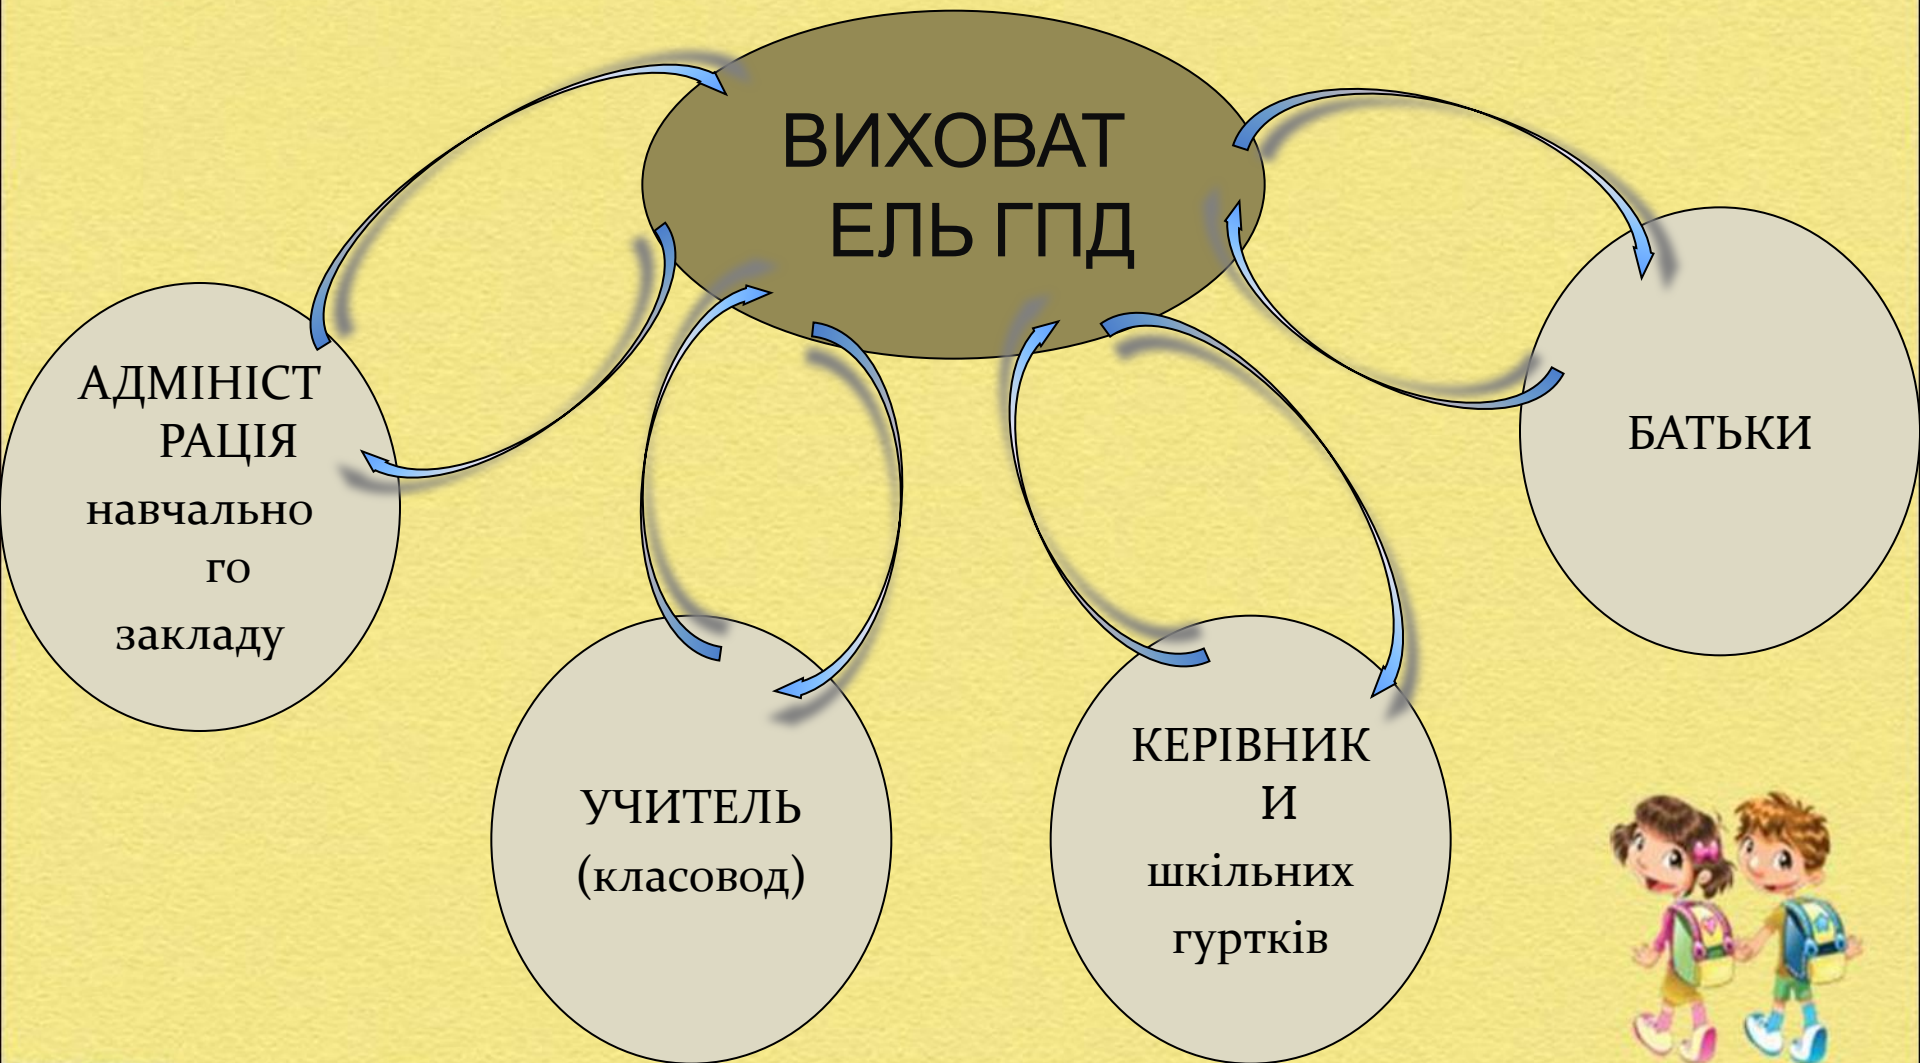 ВИХОВАТ
ЕЛЬ ГПД
АДМІНІСТ
РАЦІЯ
навчально
го
закладу
УЧИТЕЛЬ
(класовод)
КЕРІВНИК
И
шкільних
гуртків
БАТЬКИ